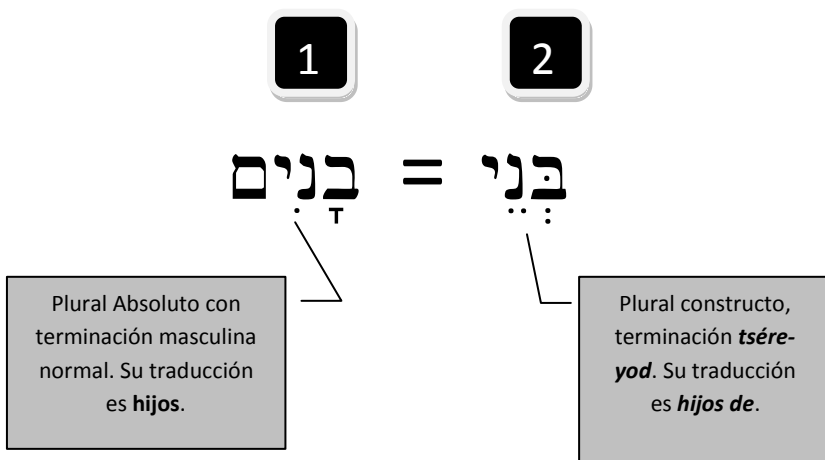 1 2
בְּנֵי = בָנִים
Plural Absoluto con
terminación masculina
normal. Su traducción
es hijos.
Plural constructo,
terminación tsére-
yod. Su traducción
es hijos de.